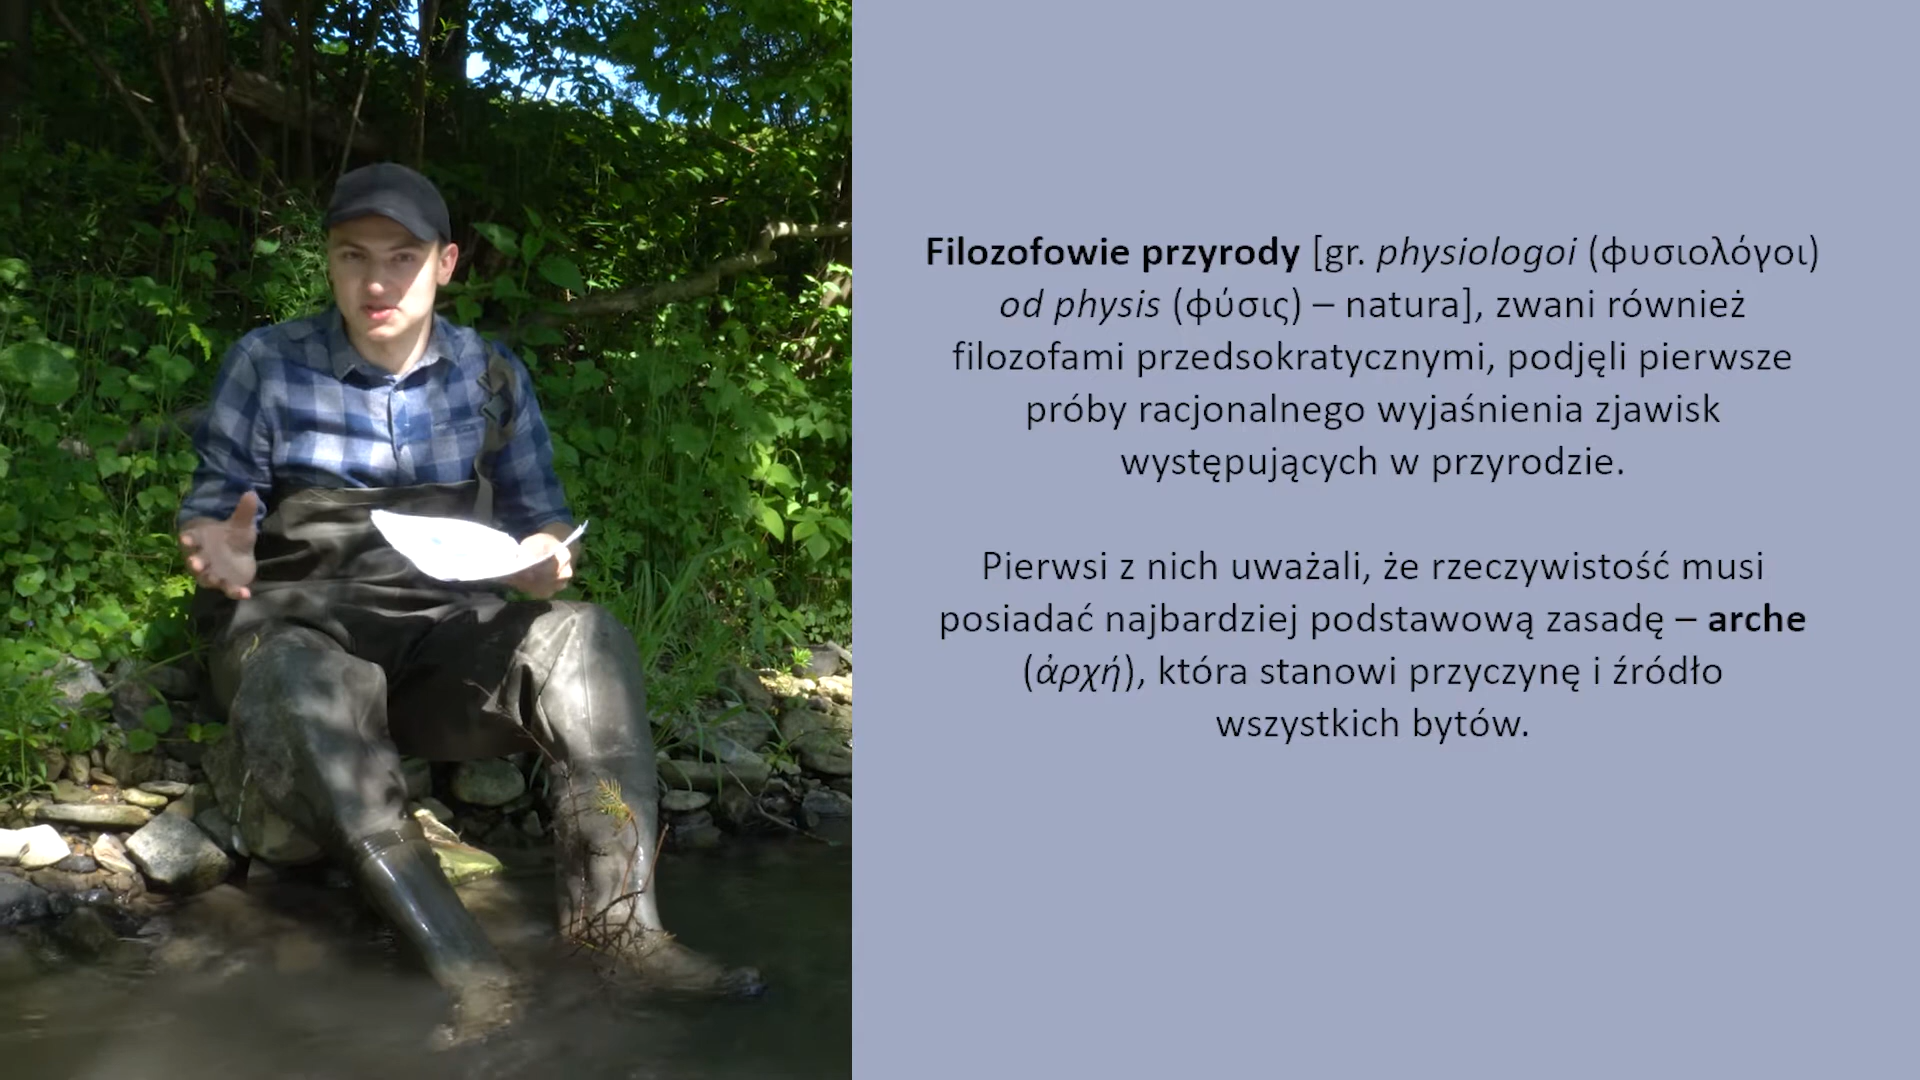 Filozofowie przyrody [gr. physiologoi (φυσιολόγοι)
od physis (φύσις) – natura], zwani również
filozofami przedsokratycznymi, podjęli pierwsze
próby racjonalnego wyjaśnienia zjawisk
występujących w przyrodzie.
Pierwsi z nich uważali, że rzeczywistość musi
posiadać najbardziej podstawową zasadę – arche
(ἀρχή), która stanowi przyczynę i źródło
wszystkich bytów.